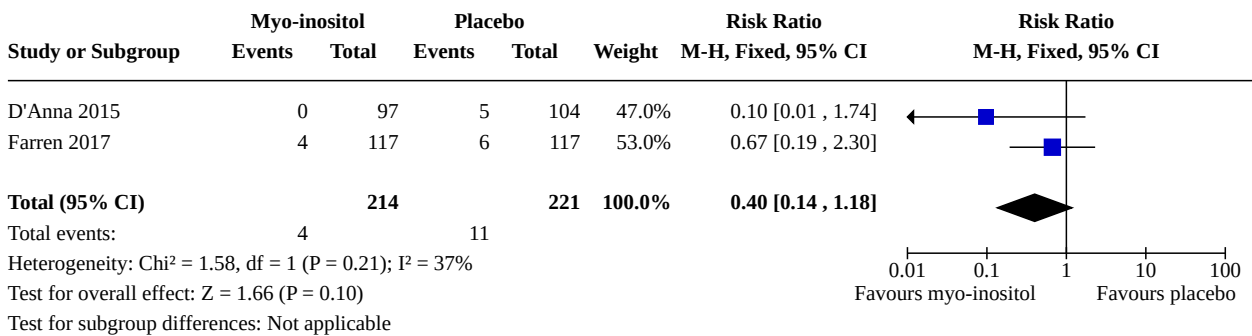 Myo-inositol Placebo Risk Ratio Risk Ratio
Study or Subgroup Events Total Events Total Weight M-H, Fixed, 95% CI M-H, Fixed, 95% CI
D'Anna 2015 0 97 5 104 47.0% 0.10 [0.01 , 1.74]
Farren 2017 4 117 6 117 53.0% 0.67 [0.19 , 2.30]
Total (95% CI) 214 221 100.0% 0.40 [0.14 , 1.18]
Total events: 4 11
Heterogeneity: Chi² = 1.58, df = 1 (P = 0.21); I² = 37%
0.01 0.1 1 10 100
Test for overall effect: Z = 1.66 (P = 0.10)
Favours myo-inositol Favours placebo
Test for subgroup differences: Not applicable